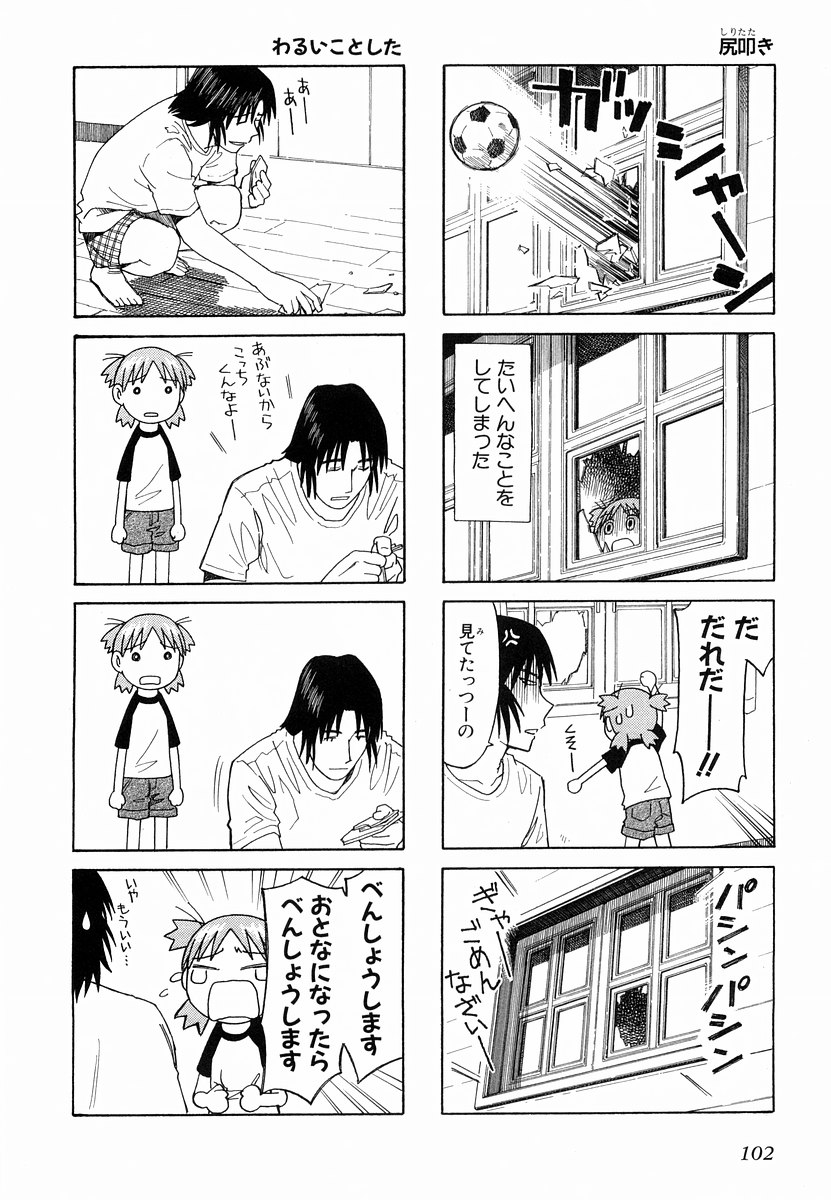 尻叩き
しりたた
ガッシャーン
たいへんなことを
してしまった
だ
だれだー!!
くそー
見てたっつーの
み
パシンパシン
ぎゃー
ごめん
なざいー
わるいことした
あー
あー
あぶないから
こっち
くんなよー
べんしょうします
おとなになったら
べんしょうします
いや
もういい…
102